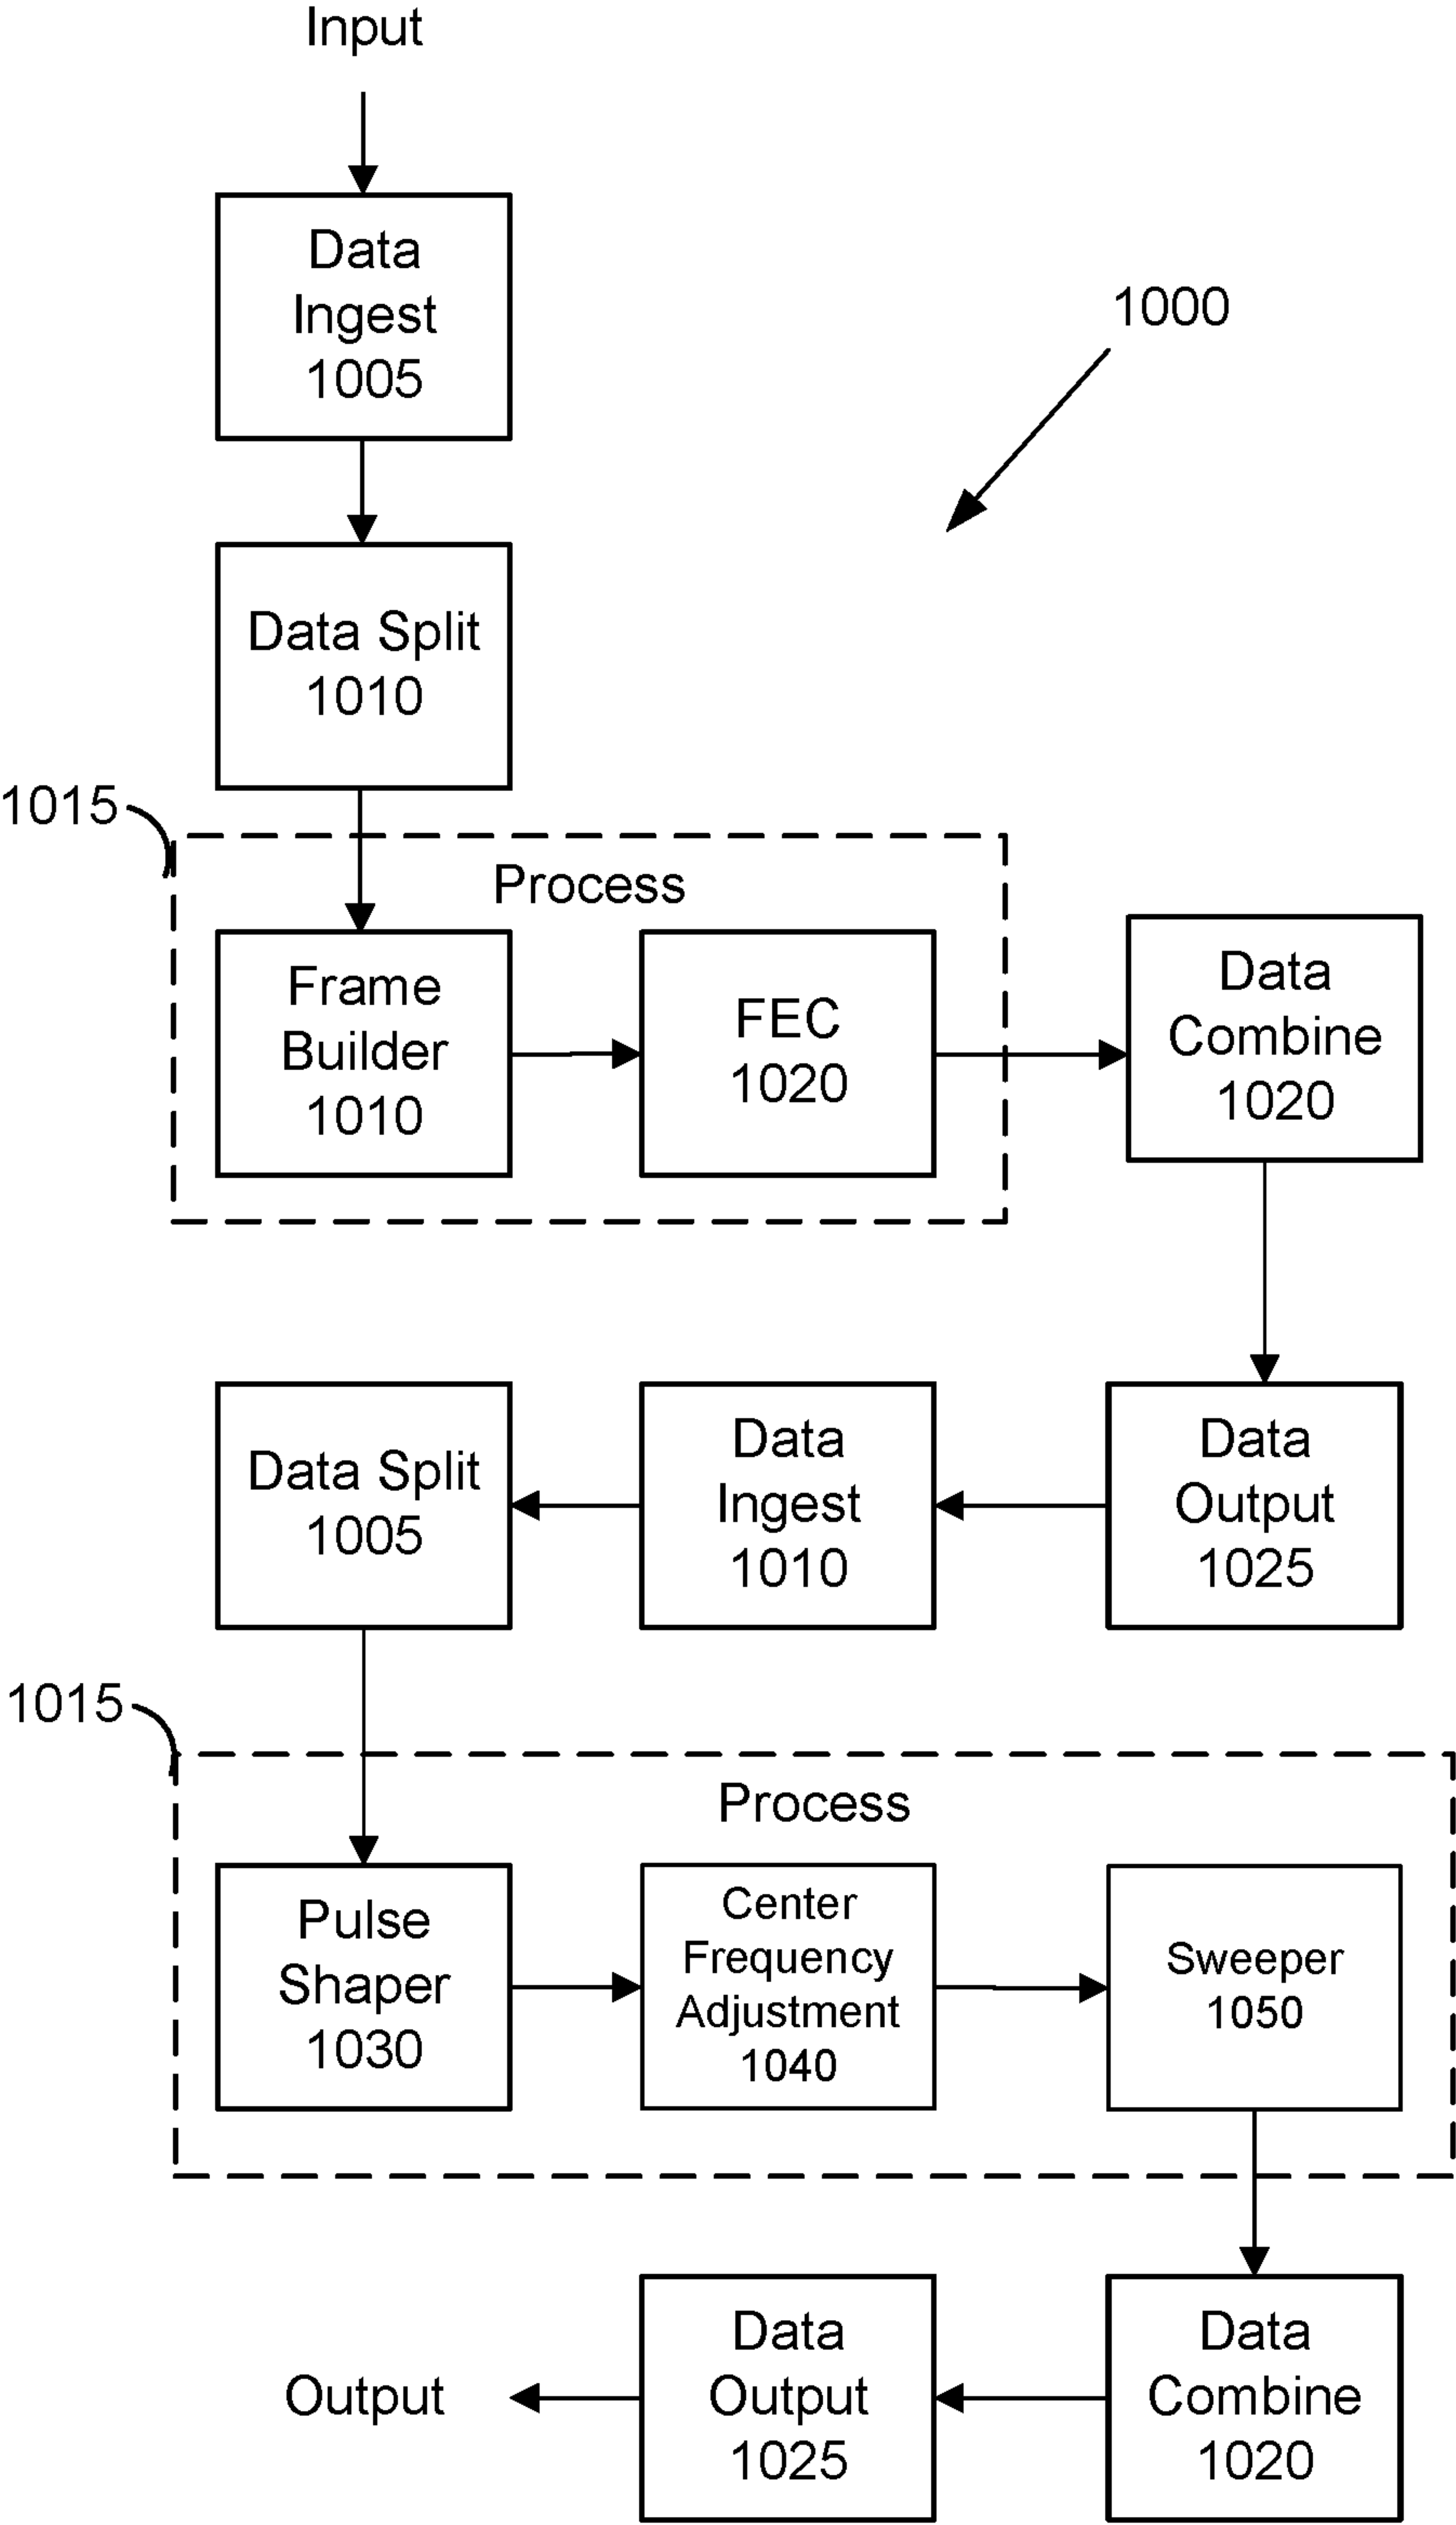 Input
Data
Ingest
1005
1000
Data Split
1010
1015
Process
Frame
Builder
1010
FEC
1020
Data
Combine
1020
Data Split
1005
Data
Ingest
1010
Data
Output
1025
1015
Process
Pulse
Shaper
1030
Center
Frequency
Adjustment
1040
Sweeper
1050
Output
Data
Output
1025
Data
Combine
1020